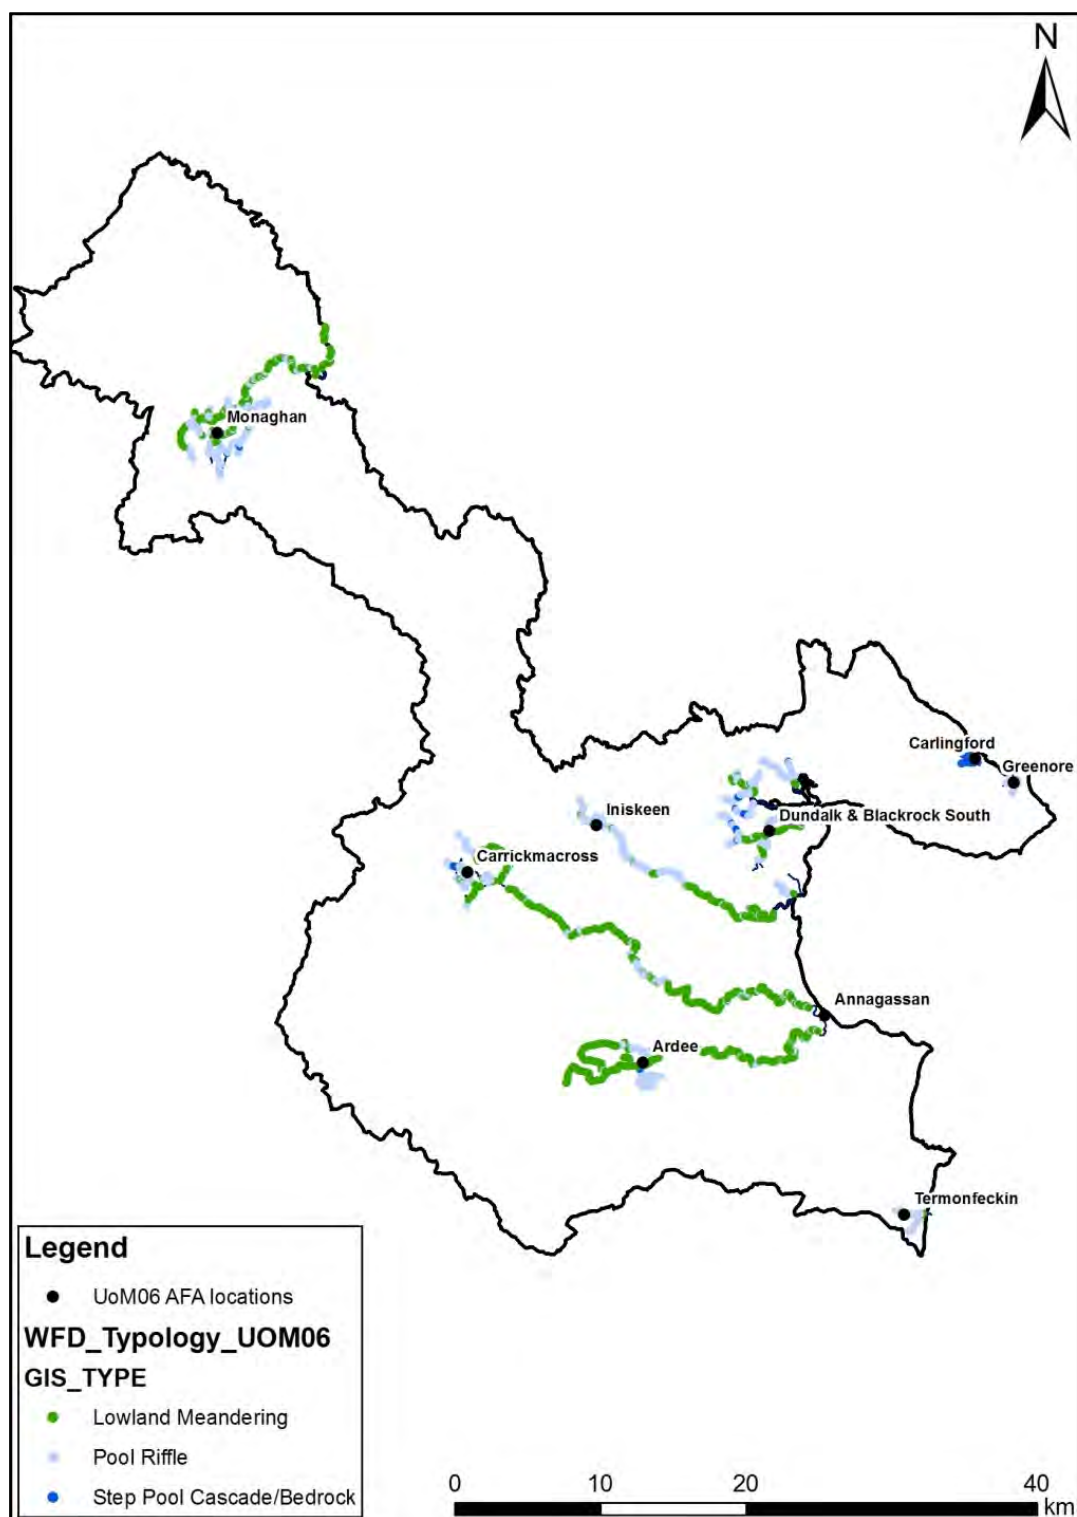 N
Monaghan
Carlingford
Greenore
Iniskeen
Dundalk & Blackrock South
Carrickmacross
Annagassan
Ardee
Termonfeckin
Legend
UoM06 AFA locations
WFD_Typology_UOM06
GIS_TYPE
Lowland Meandering
Pool Riffle
Step Pool Cascade/Bedrock
0 10 20 40
km